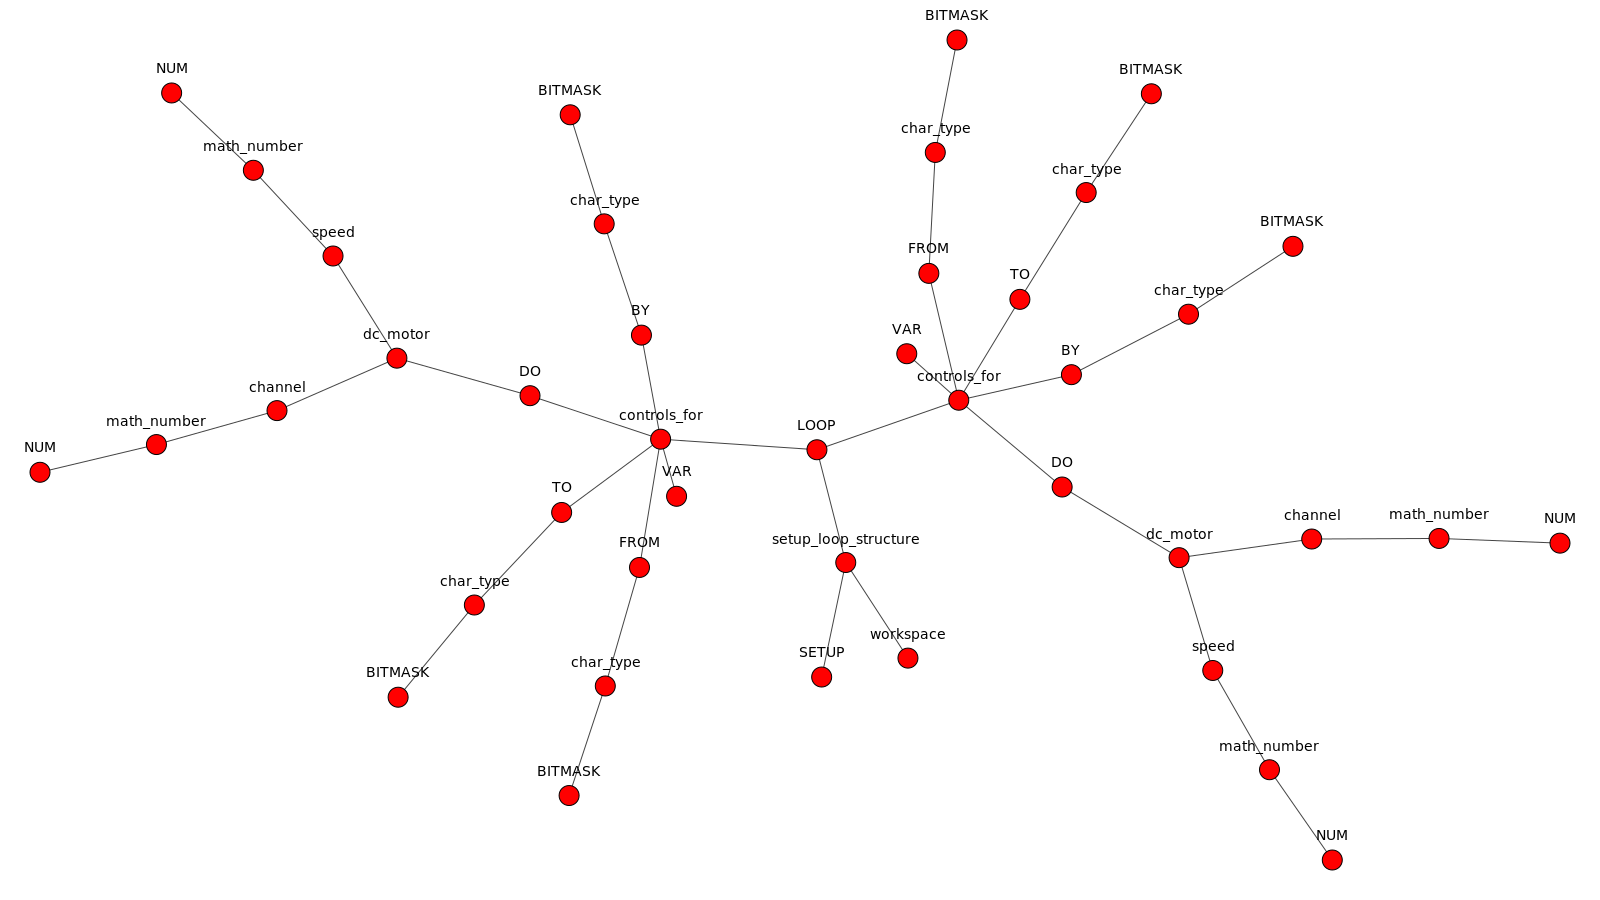 BITMASK
NUM
BITMASK
BITMASK
char_type
math_number
char_type
char_type
BITMASK
speed
FROM
TO
char_type
BY
VAR
dc_motor
BY
DO
controls_for
channel
controls_for
math_number
LOOP
NUM
DO
VAR
TO
channel
math_number
NUM
dc_motor
setup_loop_structure
FROM
char_type
workspace
speed
SETUP
char_type
BITMASK
math_number
BITMASK
NUM